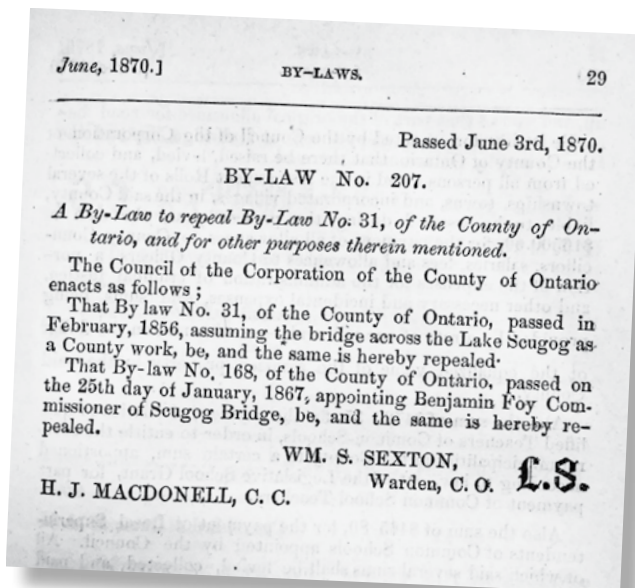 June, 1870.] BY-LAWS. 29
Passed June 3rd, 1870.
BY-LAW No. 207.
A By-Law to repeal By-Law No. 31, of the County of On-
tario, and for other purposes therein mentioned.
The Council of the Corporation of the County of Ontario
enacts as follows ;
That By law No. 31, of the County of Ontario, passed in
February, 1856, assuming the bridge across the Lake Scugog as
a County work, be, and the same is hereby repealed.
That By-law No. 168, of the County of Ontario, passed on
the 25th day of January, 1867, appointing Benjamin Foy Com-
missioner of Scugog Bridge, be, and the same is hereby re-
pealed.
WM. S. SEXTON,
Warden, C. O. L.S.
H. J. MACDONELL, C. C.